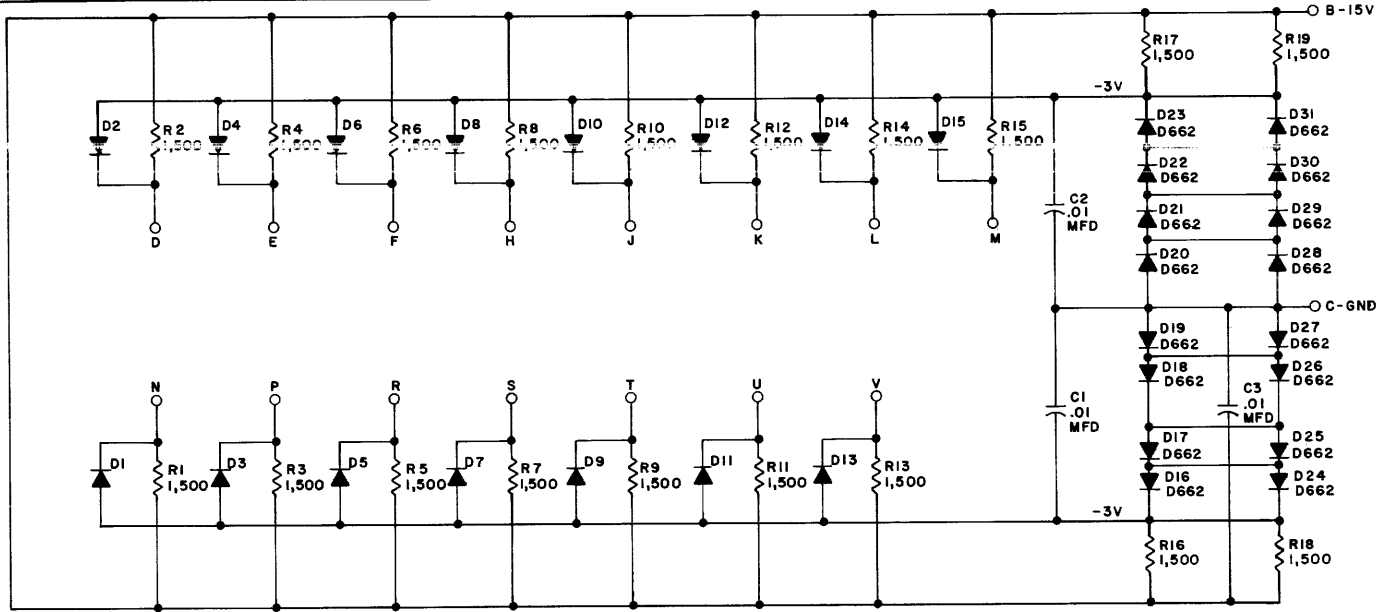 B-15V
R17
1,500
R19
1,500
-3V
D2
R2
1,500
D4
R4
1,500
D6
R6
1,500
D8
R8
1,500
D10
R10
1,500
D12
R12
1,500
D14
R14
1,500
D15
R15
1,500
D23
D662
D31
D662
D22
D662
D30
D662
C2
.01
MFD
D21
D662
D29
D662
D E F H J K L M
D20
D662
D28
D662
C-GND
D19
D662
D27
D662
D18
D662
D26
D662
N P R S T U V
C1
.01
MFD
C3
.01
MFD
D17
D662
D25
D662
D1
R1
1,500
D3
R3
1,500
D5
R5
1,500
D7
R7
1,500
D9
R9
1,500
D11
R11
1,500
D13
R13
1,500
D16
D662
D24
D662
-3V
R16
1,500
R18
1,500